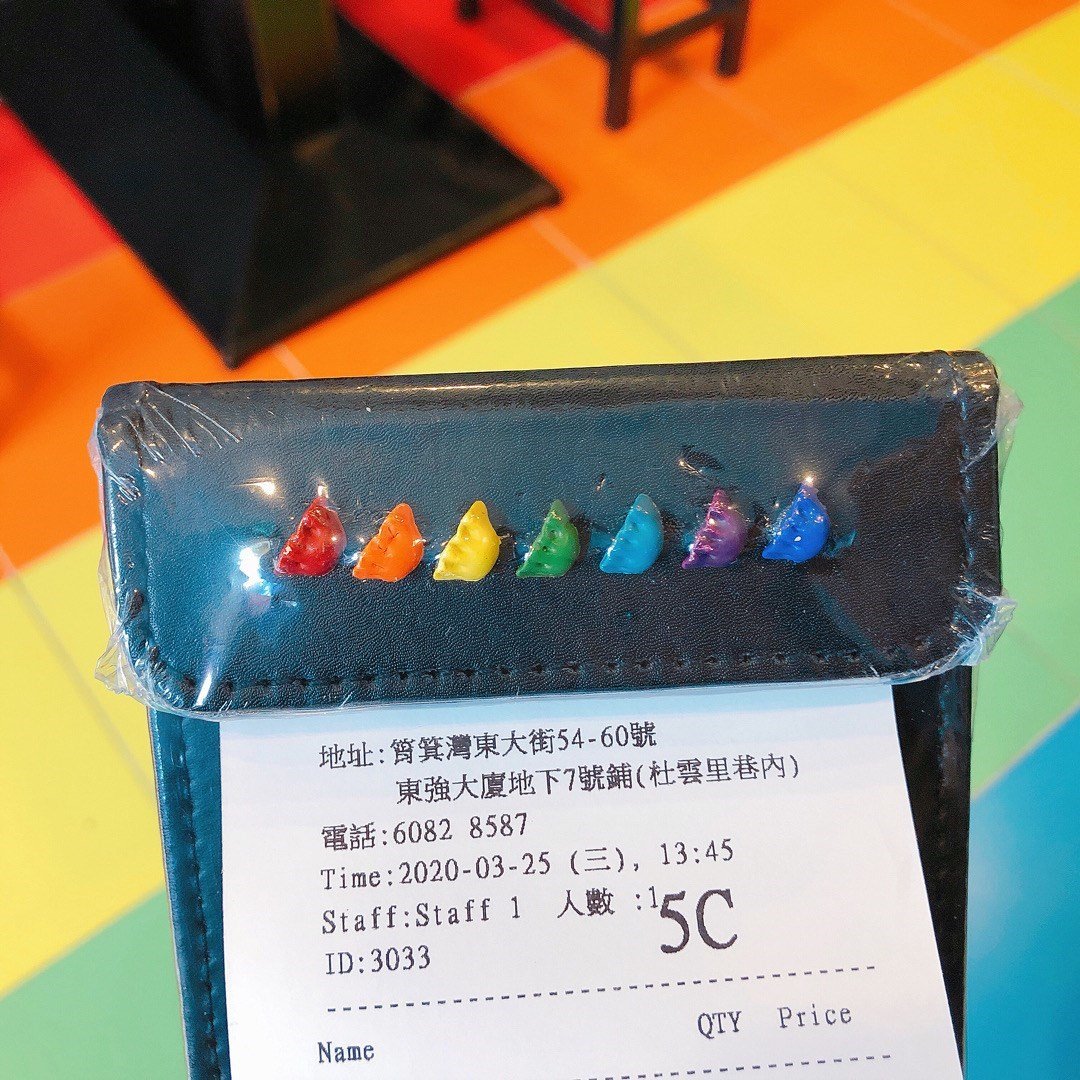 地址:筲箕灣東大街54-60號
東強大廈地下7號鋪(杜雲里巷內)
電話:6082 8587
Time:2020-03-25 (三), 13:45
Staff:Staff 1 人數 :1 5C
ID:3033
Name QTY Price